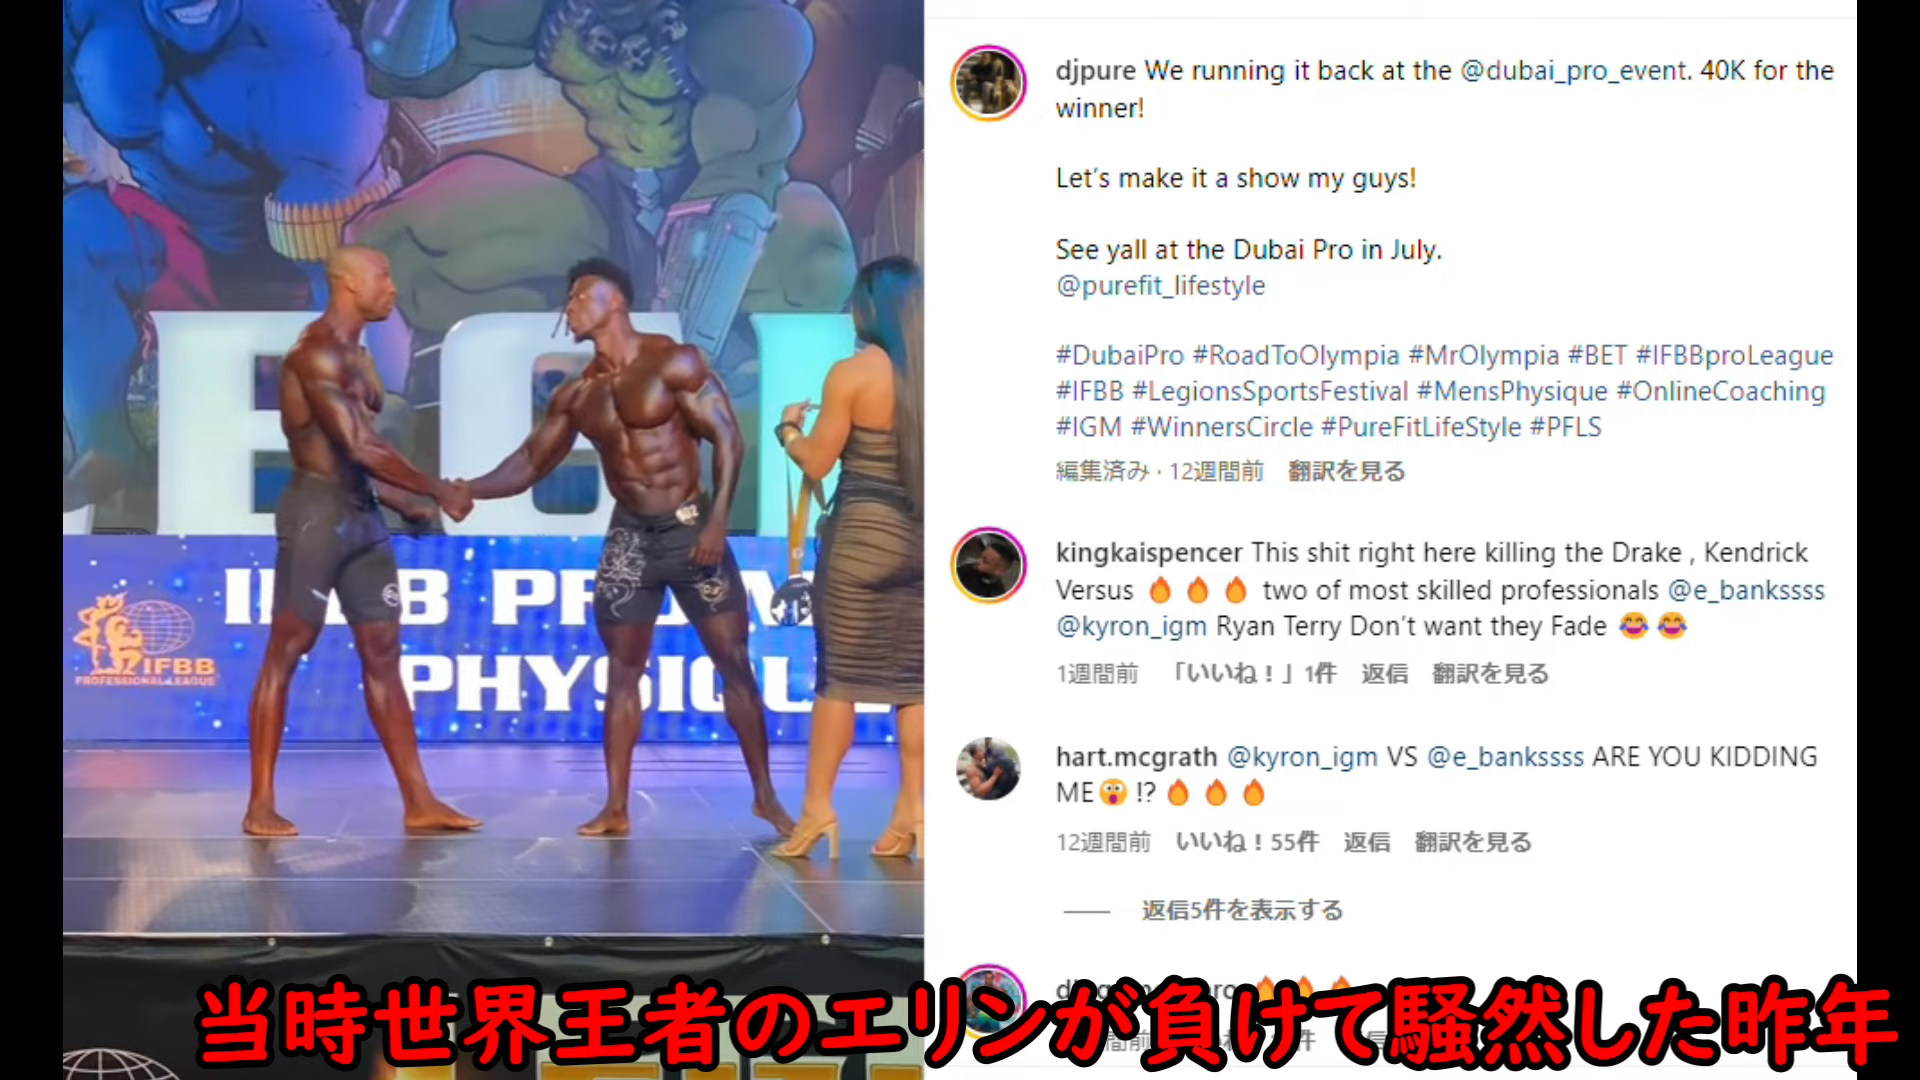 IFBB
PROFESSIONAL LEAGUE
PHYSIQU
djpure We running it back at the @dubai_pro_event. 40K for the
winner!
Let's make it a show my guys!
See yall at the Dubai Pro in July.
@purefit_lifestyle
#DubaiPro #RoadToOlympia #MrOlympia #BET #IFBBproLeague
#IFBB #LegionsSportsFestival #MensPhysique #OnlineCoaching
#IGM #WinnersCircle #PureFitLifeStyle #PFLS
編集済み · 12週間前 翻訳を見る
kingkaispencer This shit right here killing the Drake , Kendrick
Versus 🔥 🔥 🔥 two of most skilled professionals @e_bankssss
@kyron_igm Ryan Terry Don't want they Fade 😂 😂
1週間前 「いいね！」1件 返信 翻訳を見る
hart.mcgrath @kyron_igm VS @e_bankssss ARE YOU KIDDING
ME😲 !? 🔥 🔥 🔥
12週間前 いいね！55件 返信 翻訳を見る
返信5件を表示する
当時世界王者のエリンが負けて騒然した昨年